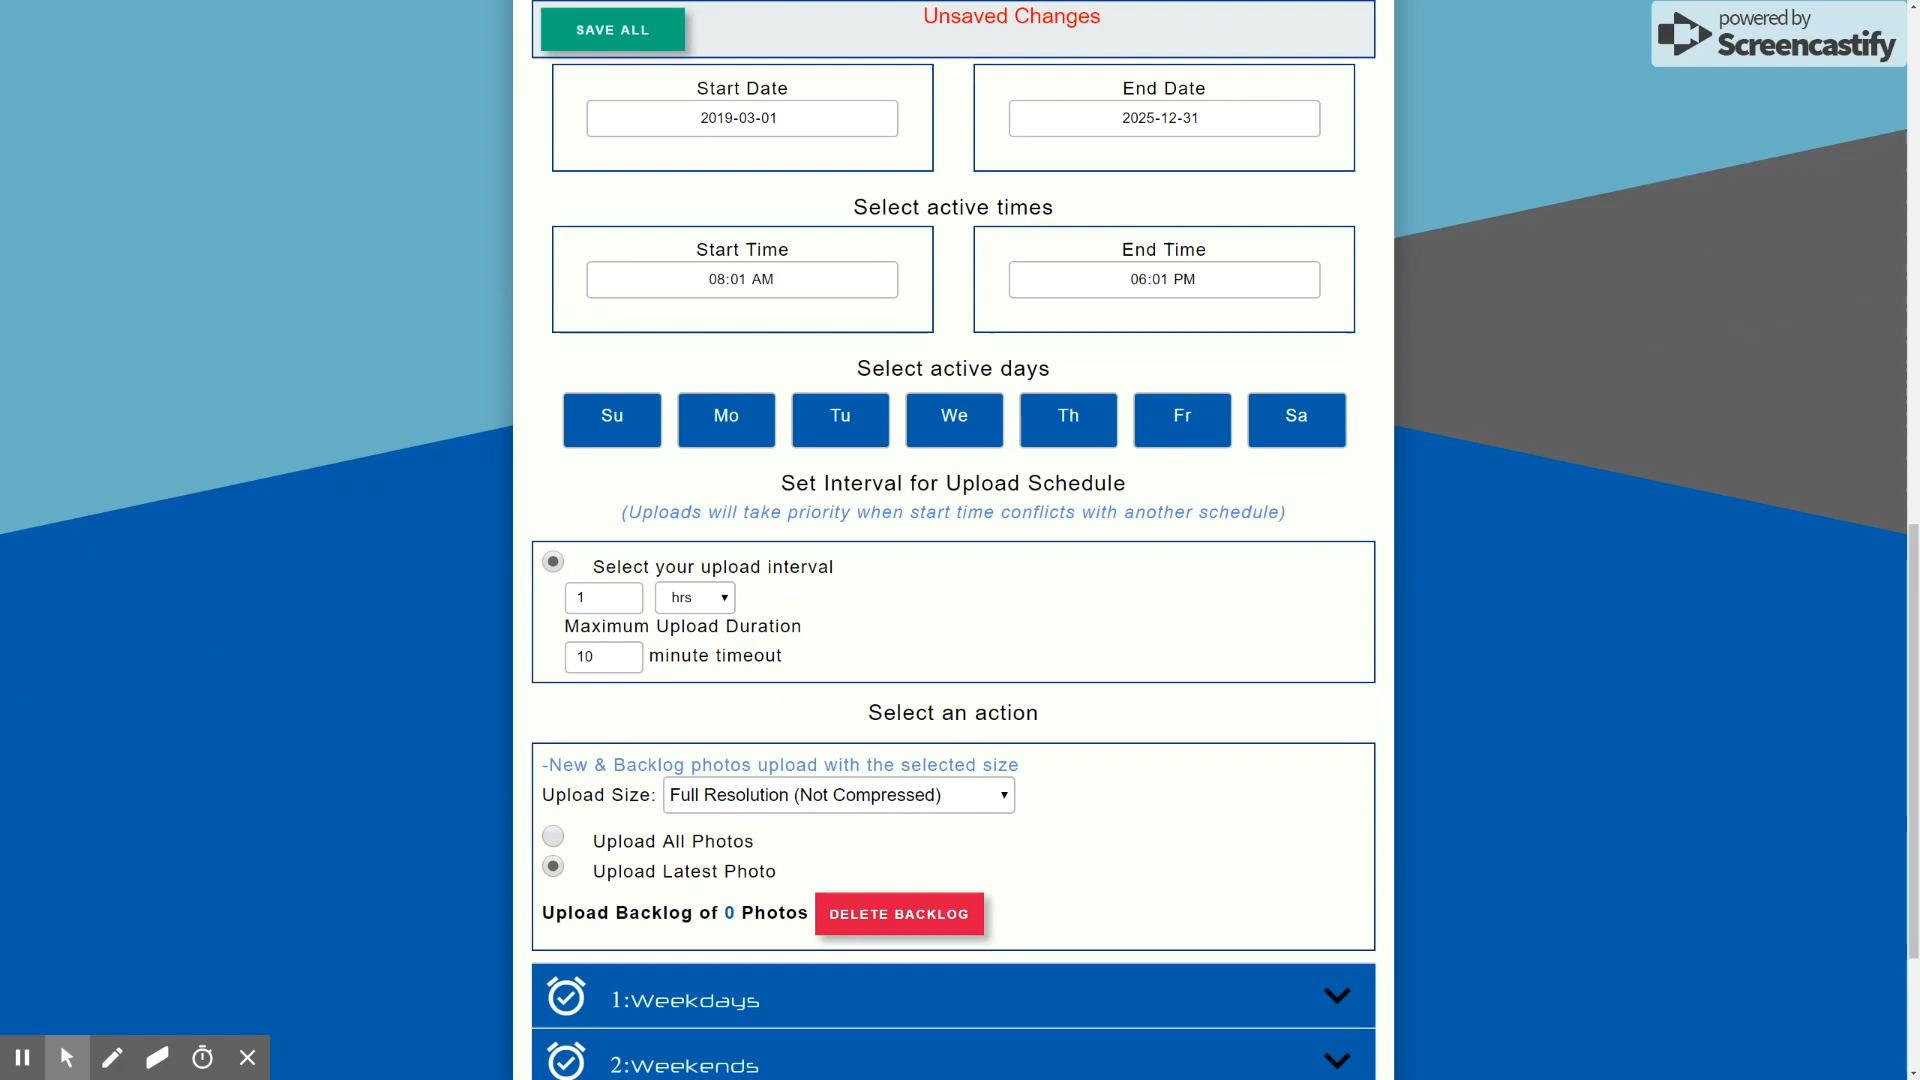 SAVE ALL
Unsaved Changes
powered by
Screencastify
Start Date
2019-03-01
End Date
2025-12-31
Select active times
Start Time
08:01 AM
End Time
06:01 PM
Select active days
Su Mo Tu We Th Fr Sa
Set Interval for Upload Schedule
(Uploads will take priority when start time conflicts with another schedule)
Select your upload interval
1 hrs
Maximum Upload Duration
10 minute timeout
Select an action
-New & Backlog photos upload with the selected size
Upload Size: Full Resolution (Not Compressed)
Upload All Photos
Upload Latest Photo
Upload Backlog of 0 Photos DELETE BACKLOG
1:Weekdays
2:Weekends